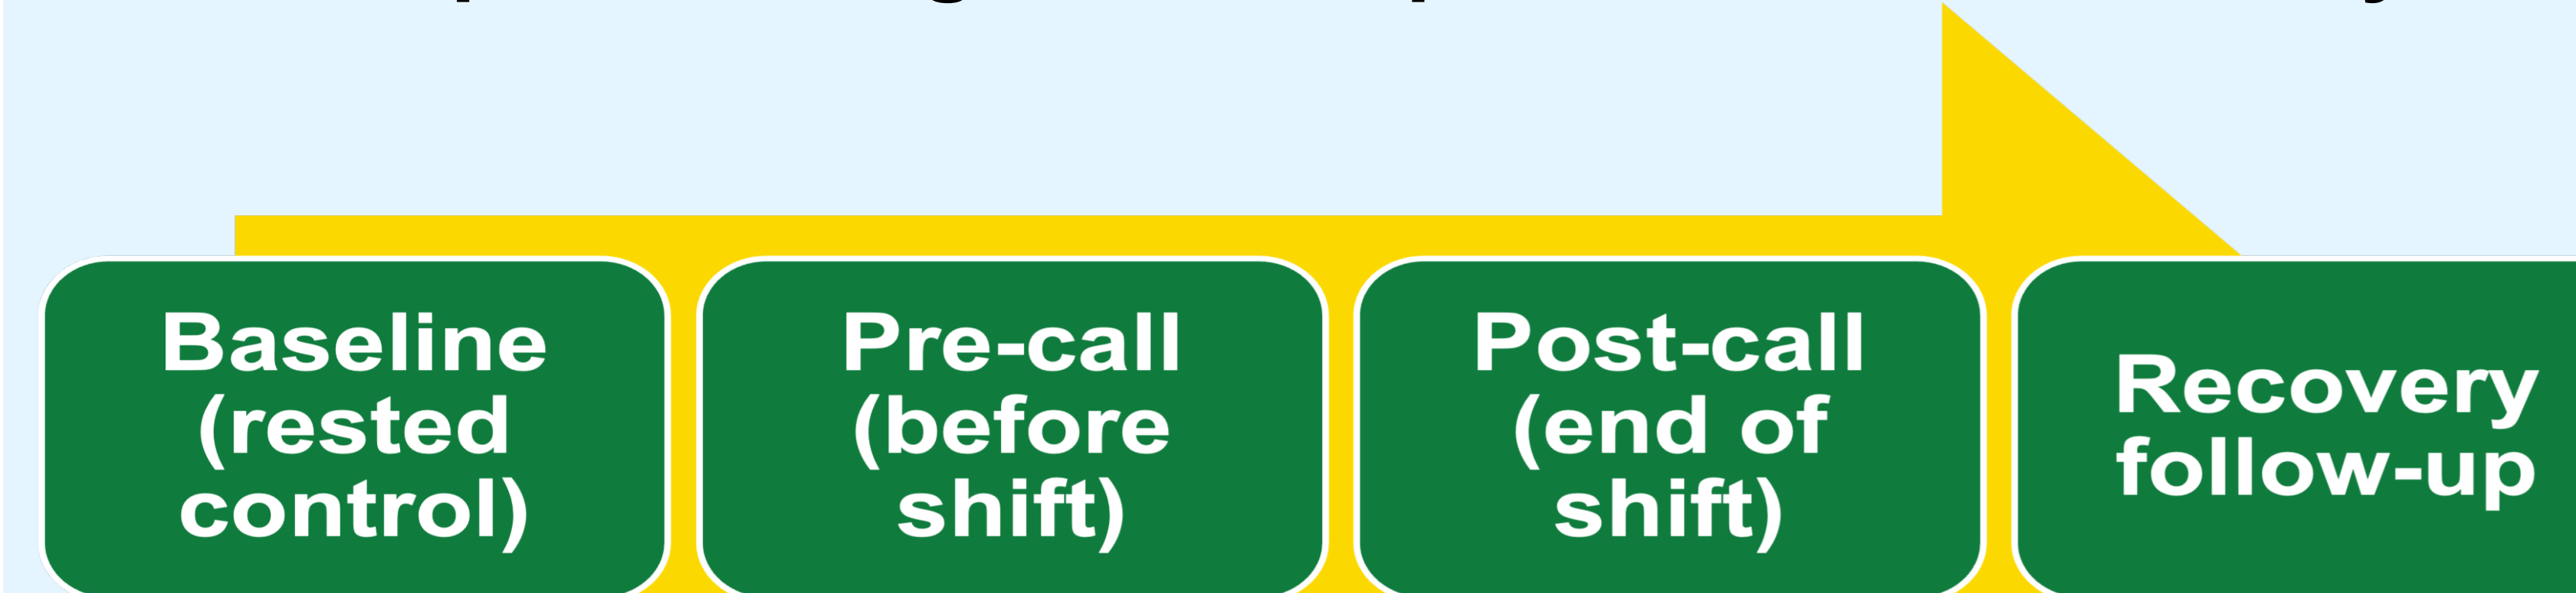 Baseline
(rested
control)
Pre-call
(before
shift)
Post-call
(end of
shift)
Recovery
follow-up